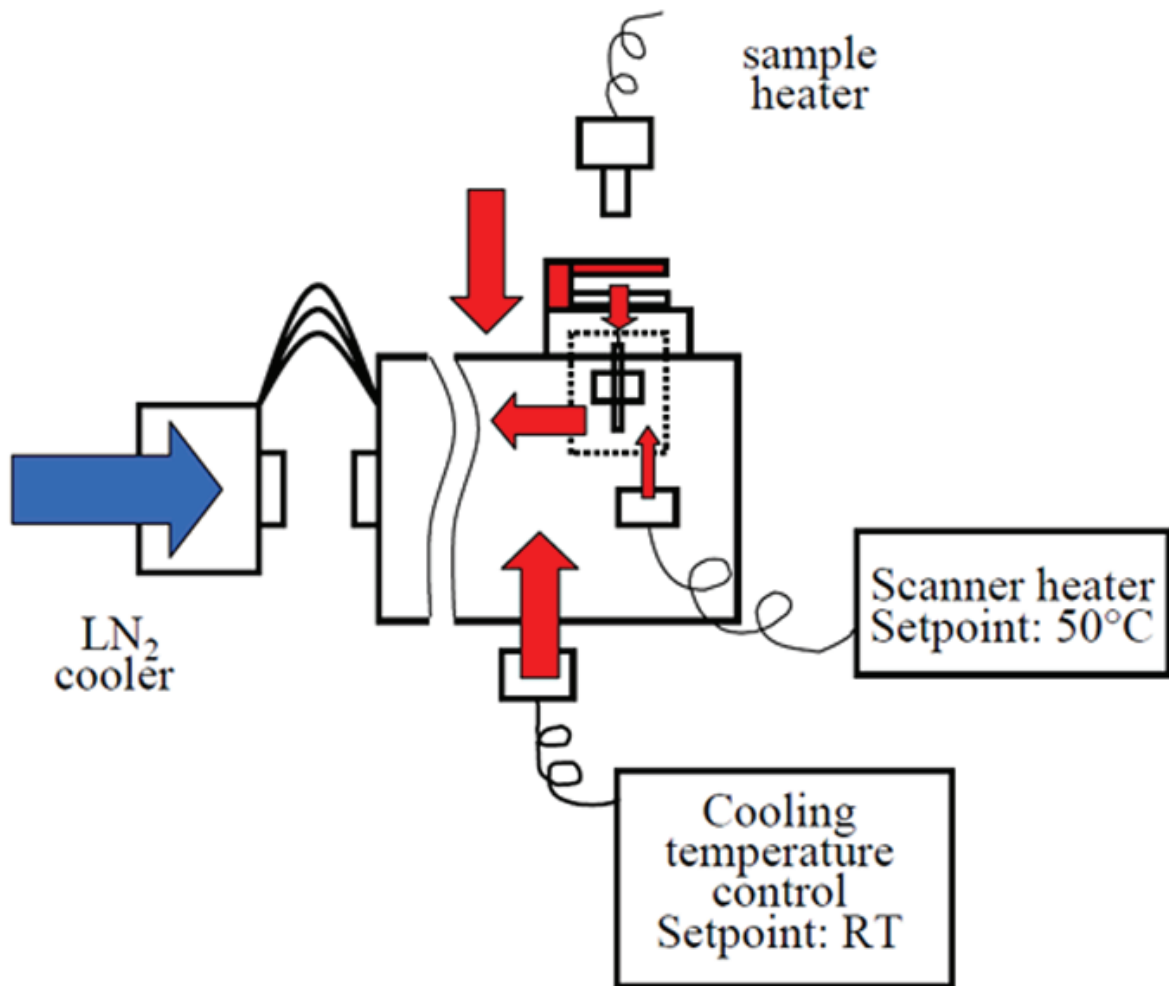 sample
heater
LN₂
cooler
Scanner heater
Setpoint: 50°C
Cooling
temperature
control
Setpoint: RT